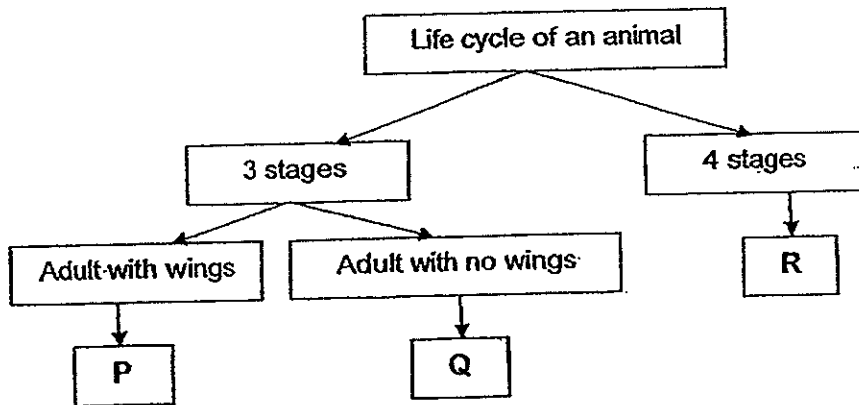 Life cycle of an animal
3 stages
4 stages
Adult with wings
Adult with no wings
R
P
Q